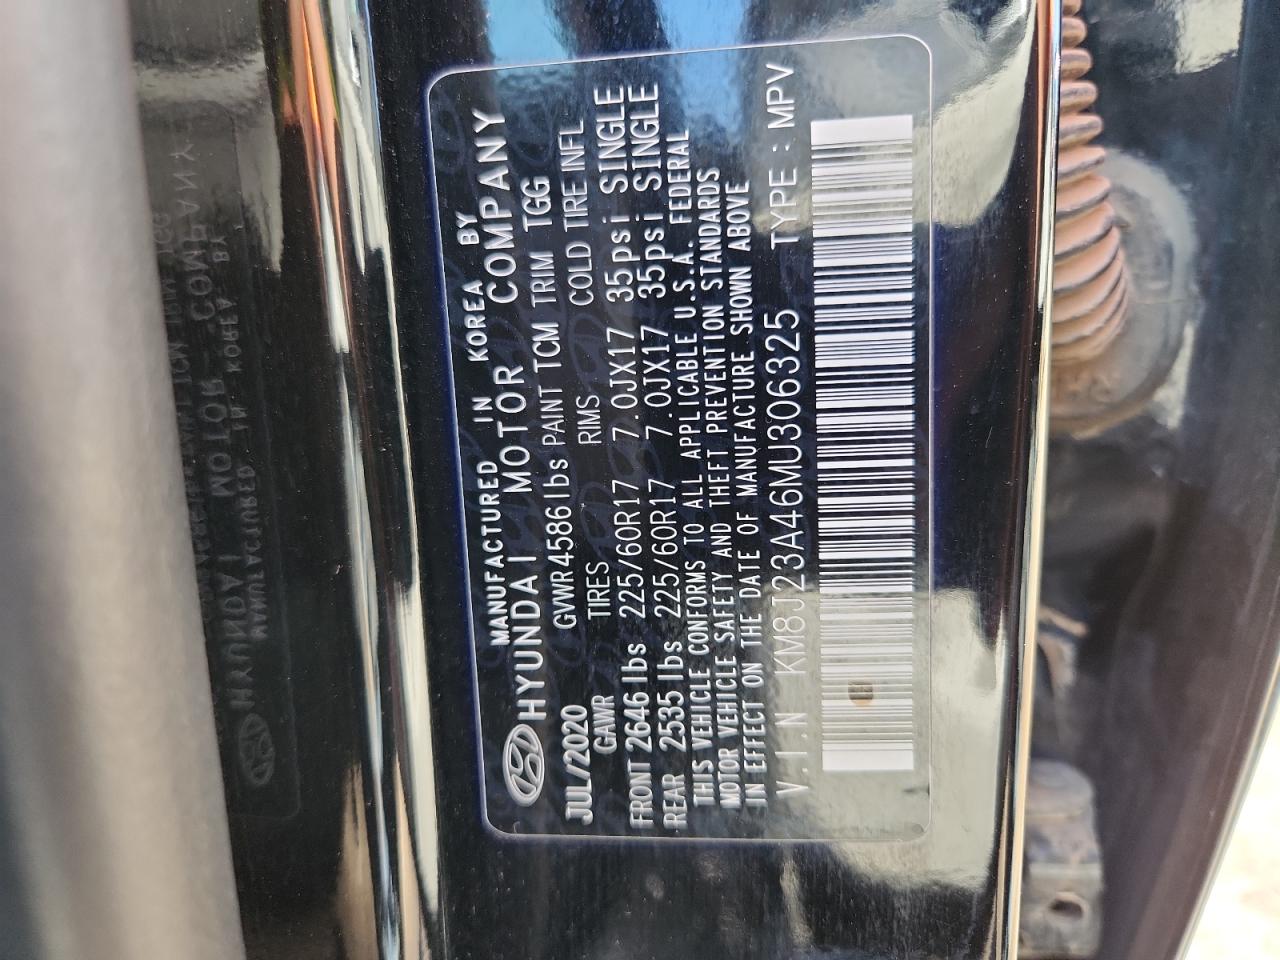 MANUFACTURED IN KOREA BY
HYUNDAI MOTOR COMPANY
JUL/2020 GVWR 4586 lbs PAINT TCM TRIM TGG
GAWR TIRES RIMS COLD TIRE INFL
FRONT 2646 lbs 225/60R17 7.0JX17 35psi SINGLE
REAR 2535 lbs 225/60R17 7.0JX17 35psi SINGLE
THIS VEHICLE CONFORMS TO ALL APPLICABLE U.S.A. FEDERAL
MOTOR VEHICLE SAFETY AND THEFT PREVENTION STANDARDS
IN EFFECT ON THE DATE OF MANUFACTURE SHOWN ABOVE
V.I.N KM8J23A46MU306325 TYPE : MPV